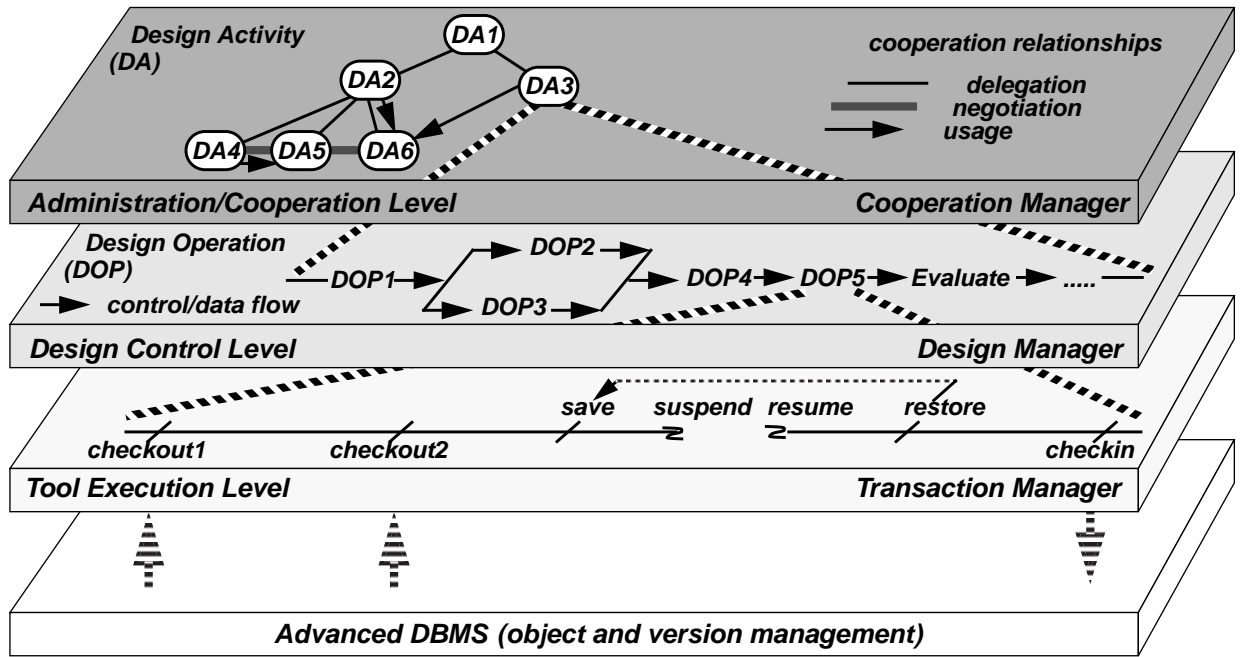 Design Activity
(DA)
DA1
cooperation relationships
DA2
DA3
delegation
negotiation
usage
DA4
DA5
DA6
Administration/Cooperation Level
Cooperation Manager
Design Operation
(DOP)
DOP2
DOP1
DOP4
DOP5
Evaluate
.....
control/data flow
DOP3
Design Control Level
Design Manager
save
suspend
resume
restore
checkout1
checkout2
checkin
Tool Execution Level
Transaction Manager
Advanced DBMS (object and version management)